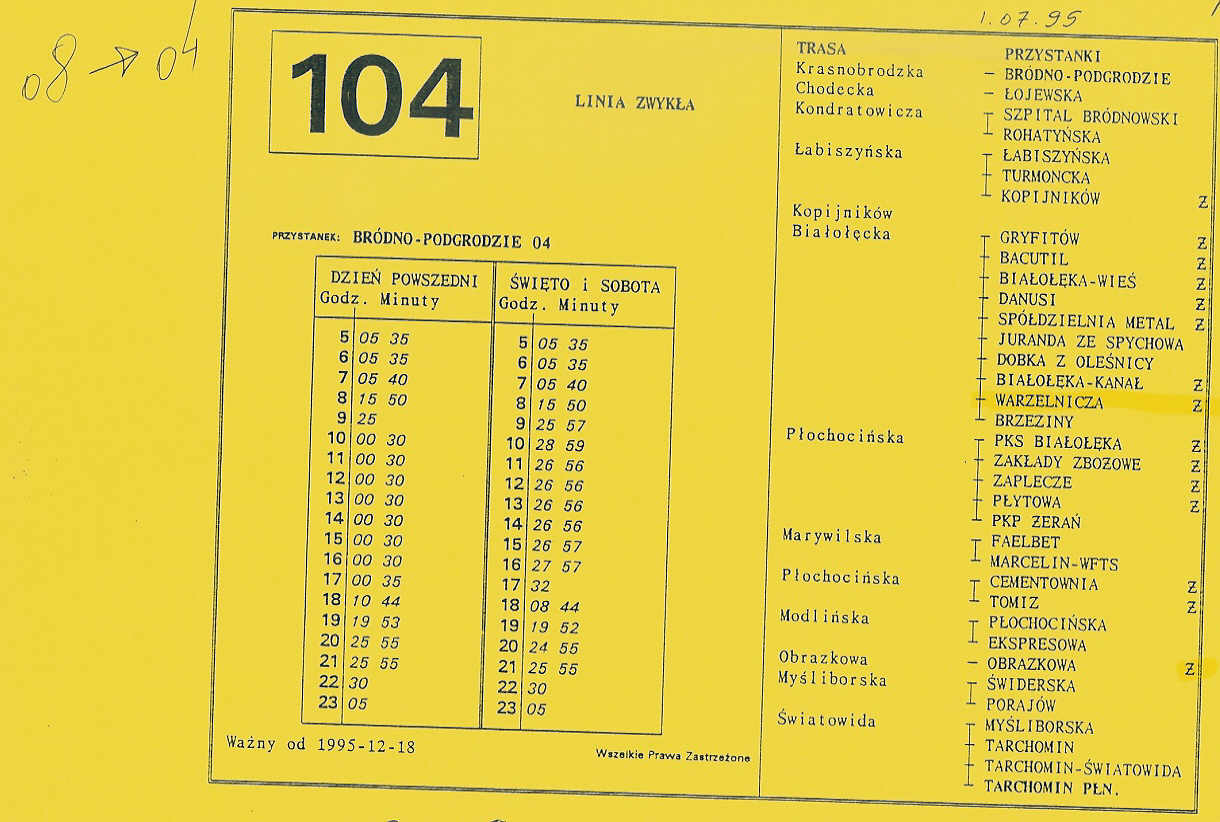 1.07.95
08 → 04
104
LINIA ZWYKŁA
PRZYSTANEK: BRÓDNO-PODGRODZIE 04
DZIEŃ POWSZEDNI
Godz. Minuty
5 05 35
6 05 35
7 05 40
8 15 50
9 25
10 00 30
11 00 30
12 00 30
13 00 30
14 00 30
15 00 30
16 00 30
17 00 35
18 10 44
19 19 53
20 25 55
21 25 55
22 30
23 05
ŚWIĘTO i SOBOTA
Godz. Minuty
5 05 35
6 05 35
7 05 40
8 15 50
9 25 57
10 28 59
11 26 56
12 26 56
13 26 56
14 26 56
15 26 57
16 27 57
17 32
18 08 44
19 19 52
20 24 55
21 25 55
22 30
23 05
Ważny od 1995-12-18
Wszelkie Prawa Zastrzeżone
TRASA PRZYSTANKI
Krasnobrodzka - BRÓDNO-PODGRODZIE
Chodecka - ŁOJEWSKA
Kondratowicza SZPITAL BRÓDNOWSKI
ROHATYŃSKA
Łabiszyńska ŁABISZYŃSKA
TURMONCKA
KOPIJNIKÓW Ż
Kopijników
Białołęcka GRYFITÓW Ż
BACUTIL Ż
BIAŁOŁĘKA-WIEŚ Ż
DANUSI Ż
SPÓŁDZIELNIA METAL Ż
JURANDA ZE SPYCHOWA
DOBKA Z OLEŚNICY
BIAŁOŁĘKA-KANAŁ Ż
WARZELNICZA Ż
BRZEZINY
Płochocińska PKS BIAŁOŁĘKA Ż
ZAKŁADY ZBOŻOWE Ż
ZAPLECZE Ż
PŁYTOWA Ż
PKP ŻERAŃ
Marywilska FAELBET
MARCELIN-WFTS
Płochocińska CEMENTOWNIA Ż
TOMIZ Ż
Modlińska PŁOCHOCIŃSKA
EKSPRESOWA
Obrazkowa - OBRAZKOWA Ż
Myśliborska ŚWIDERSKA
PORAJÓW
Światowida MYŚLIBORSKA
TARCHOMIN
TARCHOMIN-ŚWIATOWIDA
TARCHOMIN PŁN.